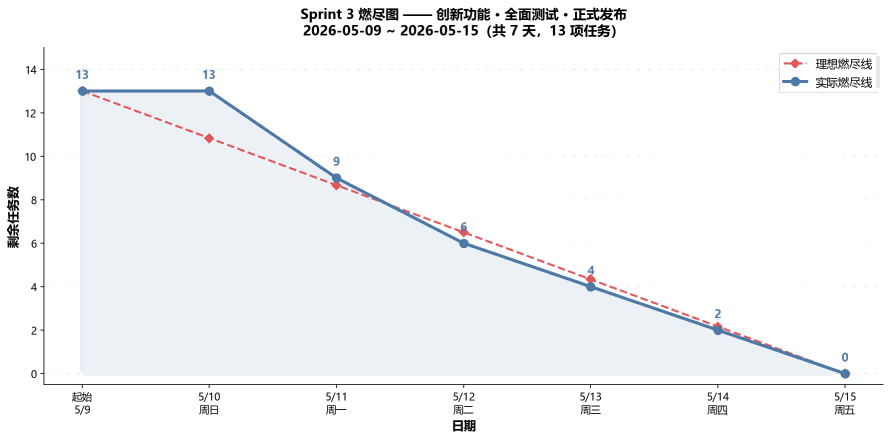 Sprint 3 燃尽图 —— 创新功能・全面测试・正式发布
2026-05-09 ~ 2026-05-15（共 7 天，13 项任务）
理想燃尽线
实际燃尽线
剩余任务数
14
12
10
8
6
4
2
0
13
13
9
6
4
2
0
起始
5/9
5/10
周日
5/11
周一
5/12
周二
5/13
周三
5/14
周四
5/15
周五
日期